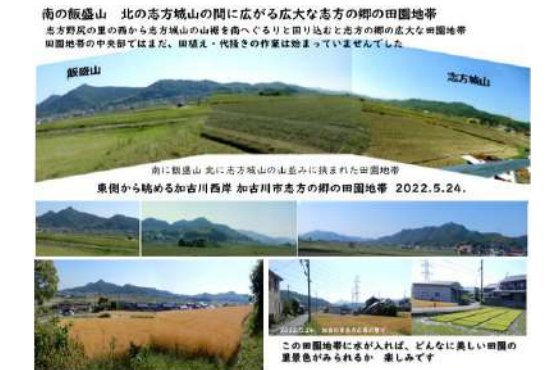 南の飯盛山　北の志方城山の間に広がる広大な志方の郷の田園地帯
志方野尻の里の西から志方城山の山裾を南へぐるりと回り込むと志方の郷の広大な田園地帯
田園地帯の中央部ではまだ、田植え・代掻きの作業は始まっていませんでした
飯盛山
志方城山
南に飯盛山 北に志方城山の山並みに挟まれた田園地帯
東側から眺める加古川西岸 加古川市志方の郷の田園地帯 2022.5.24.
2022.5.24.
この田園地帯に水が入れば、どんなに美しい田園の
里景色がみられるか　楽しみです